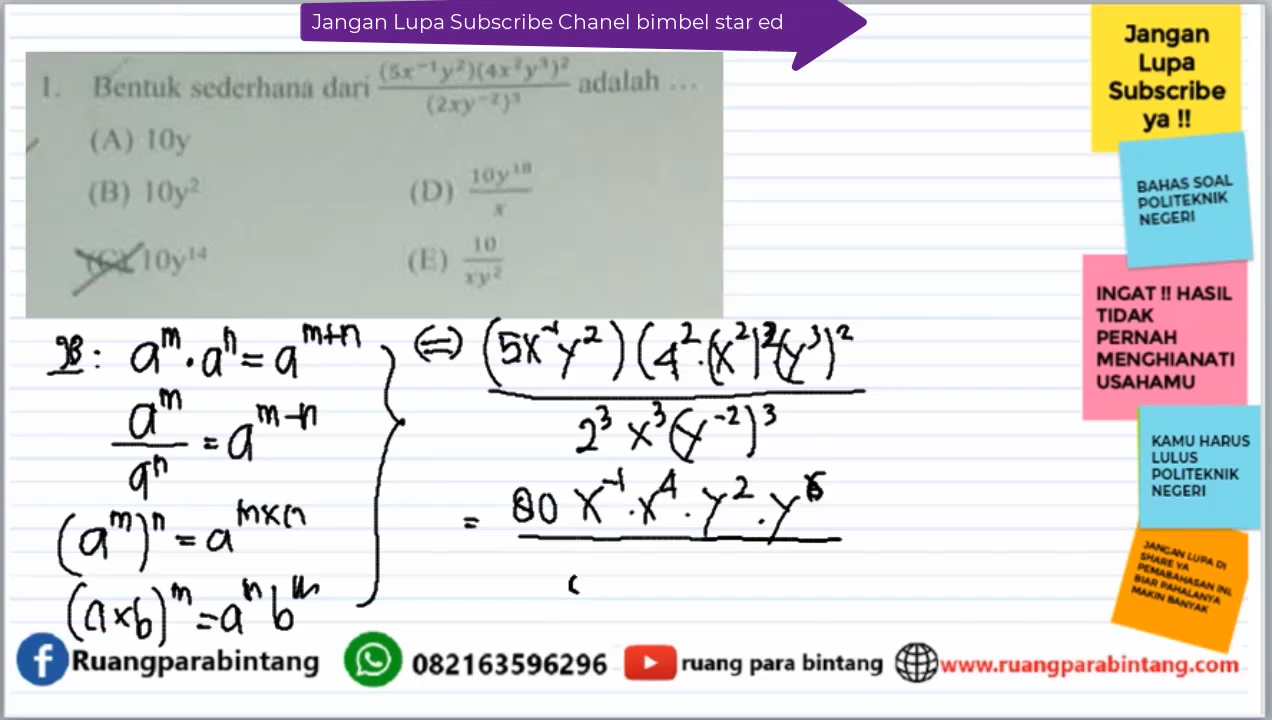 Jangan Lupa Subscribe Chanel bimbel star ed
1. Bentuk sederhana dari (5x⁻¹y²)(4x²y³)² / (2xy⁻²)³ adalah …
(A) 10y
(B) 10y²
(C) 10y¹⁴
(D) 10y¹⁸ / x
(E) 10 / xy²
aᵐ · aⁿ = aᵐ⁺ⁿ
aᵐ / aⁿ = aᵐ⁻ⁿ
(aᵐ)ⁿ = aᵐˣⁿ
(a×b)ᵐ = aᵐbᵐ
⇔ (5x⁻¹y²)(4²·(x²)²(y³)² / 2³x³(y⁻²)³
= 80 x⁻¹·x⁴·y²·y⁶
Jangan
Lupa
Subscribe
ya !!
BAHAS SOAL
POLITEKNIK
NEGERI
INGAT !! HASIL
TIDAK
PERNAH
MENGHIANATI
USAHAMU
KAMU HARUS
LULUS
POLITEKNIK
NEGERI
JANGAN LUPA DI
SHARE YA
PEMABAHASAN INI,
BIAR PAHALANYA
MAKIN BANYAK
Ruangparabintang
082163596296
ruang para bintang
www.ruangparabintang.com